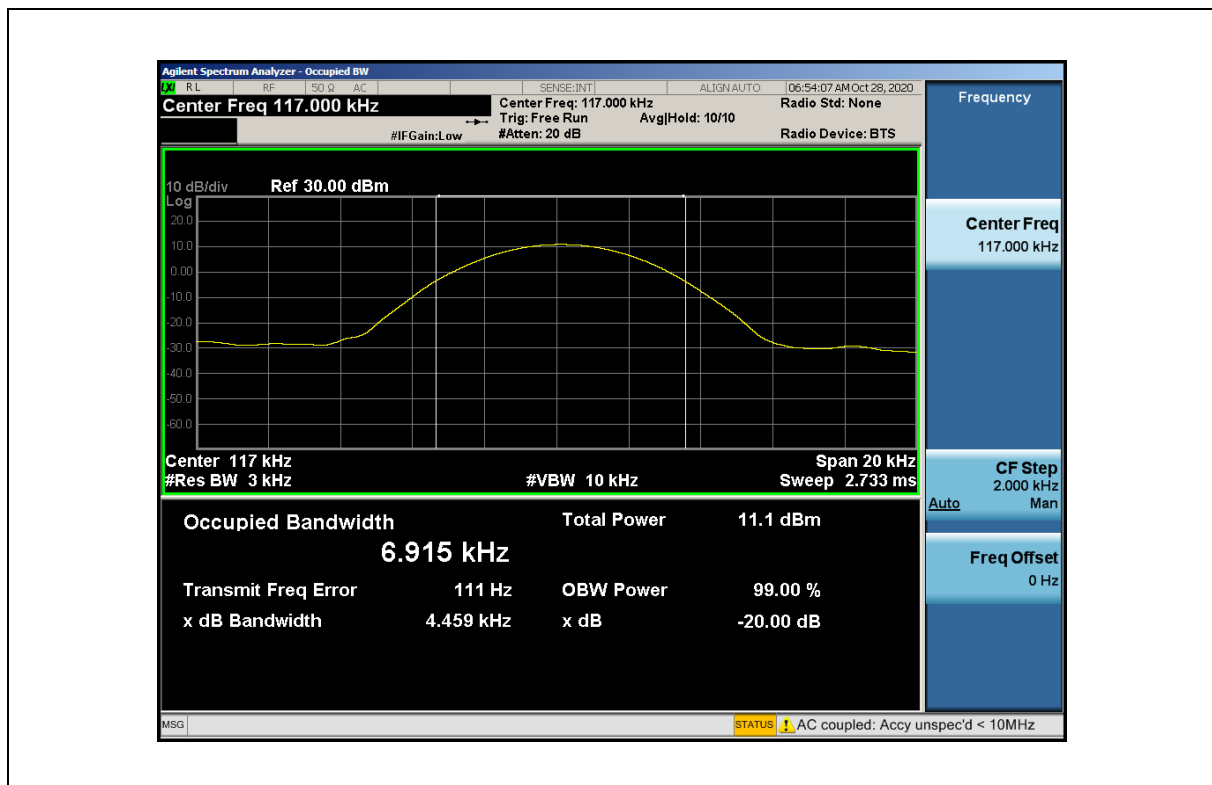 Agilent Spectrum Analyzer - Occupied BW
LXI RL RF 50 Ω AC SENSE:INT ALIGN AUTO 06:54:07 AM Oct 28, 2020
Center Freq 117.000 kHz
Center Freq: 117.000 kHz Radio Std: None
Trig: Free Run Avg|Hold: 10/10
#IFGain:Low #Atten: 20 dB Radio Device: BTS
10 dB/div Ref 30.00 dBm
Log
20.0
10.0
0.00
-10.0
-20.0
-30.0
-40.0
-50.0
-60.0
Center 117 kHz Span 20 kHz
#Res BW 3 kHz #VBW 10 kHz Sweep 2.733 ms
Occupied Bandwidth Total Power 11.1 dBm
6.915 kHz
Transmit Freq Error 111 Hz OBW Power 99.00 %
x dB Bandwidth 4.459 kHz x dB -20.00 dB
MSG STATUS AC coupled: Accy unspec'd < 10MHz
Frequency
Center Freq
117.000 kHz
CF Step
2.000 kHz
Auto Man
Freq Offset
0 Hz